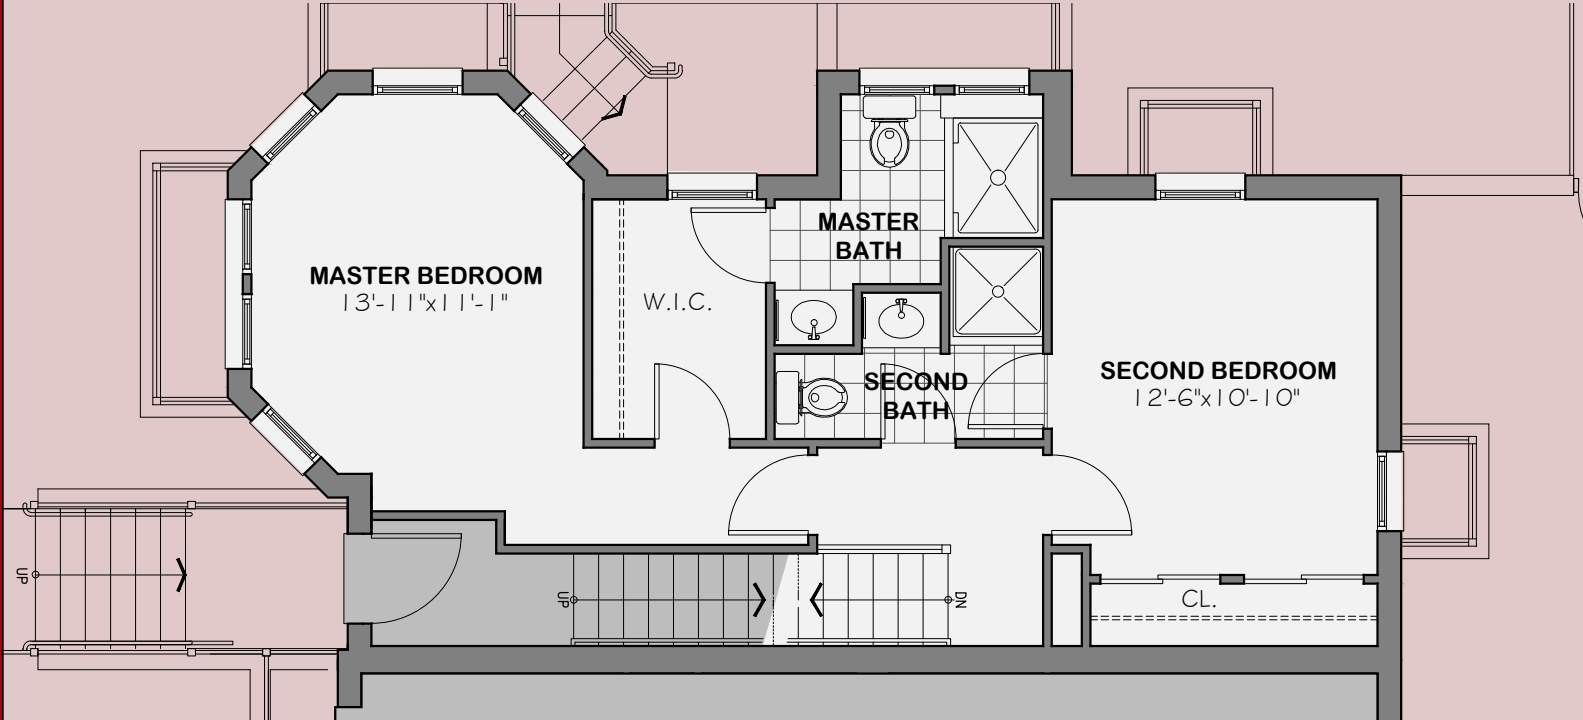 MASTER BEDROOM
13'-11"x11'-1"
W.I.C.
MASTER
BATH
SECOND
BATH
SECOND BEDROOM
12'-6"x10'-10"
UP
UP
DN
CL.